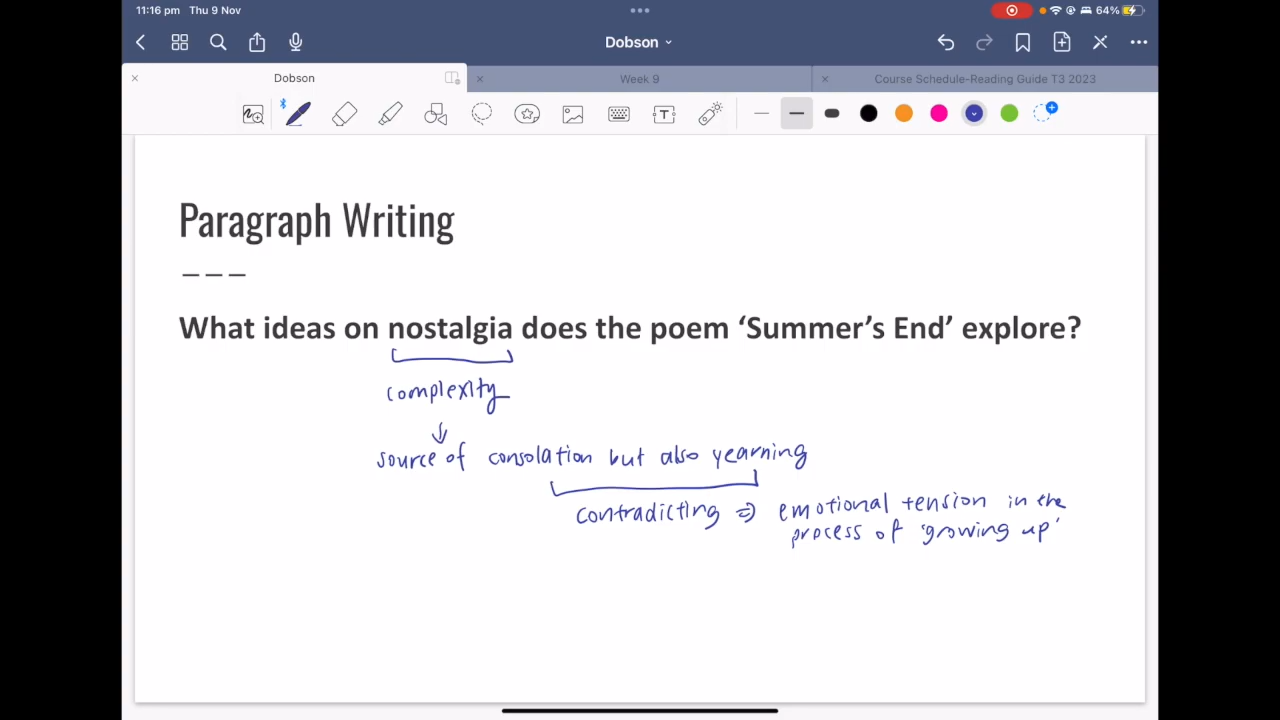 11:16 pm Thu 9 Nov
64%
Dobson
Dobson
Week 9
Course Schedule-Reading Guide T3 2023
T
Paragraph Writing
What ideas on nostalgia does the poem ‘Summer’s End’ explore?
complexity
↓
source of consolation but also yearning
contradicting ⇒ emotional tension in the
process of 'growing up'